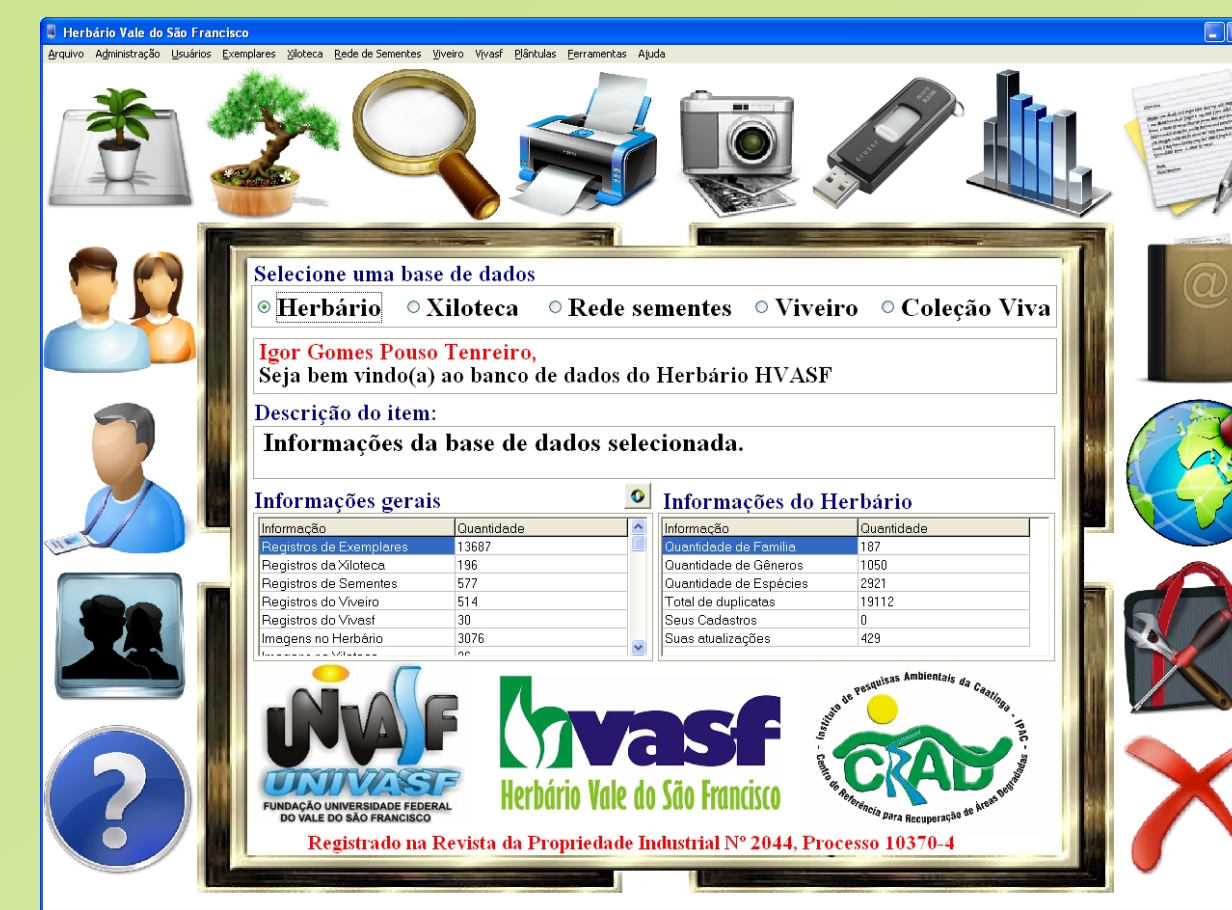 Herbário Vale do São Francisco
Arquivo Administração Usuários Exemplares Xiloteca Rede de Sementes Viveiro Vivasf Plântulas Ferramentas Ajuda
Selecione uma base de dados
Herbário Xiloteca Rede sementes Viveiro Coleção Viva
Igor Gomes Pouso Tenreiro,
Seja bem vindo(a) ao banco de dados do Herbário HVASF
Descrição do item:
Informações da base de dados selecionada.
Informações gerais
Informação Quantidade
Registros de Exemplares 13687
Registros da Xiloteca 196
Registros de Sementes 577
Registros do Viveiro 514
Registros do Vivasf 30
Imagens no Herbário 3076
Informações do Herbário
Informação Quantidade
Quantidade de Família 187
Quantidade de Gêneros 1050
Quantidade de Espécies 2921
Total de duplicatas 19112
Seus Cadastros 0
Suas atualizações 429
UNIVASF
UNIVASF
FUNDAÇÃO UNIVERSIDADE FEDERAL
DO VALE DO SÃO FRANCISCO
hvasf
Herbário Vale do São Francisco
Instituto de Pesquisas Ambientais da Caatinga - IPAC -
CRAD
Centro de Referência para Recuperação de Áreas Degradadas
Registrado na Revista da Propriedade Industrial Nº 2044, Processo 10370-4